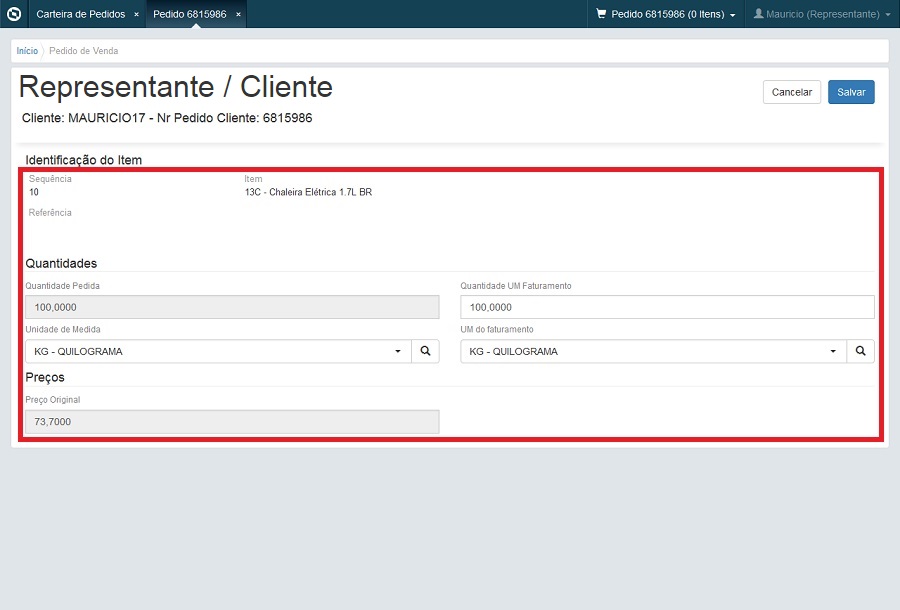 Carteira de Pedidos × Pedido 6815986 × Pedido 6815986 (0 Itens) Mauricio (Representante)
Início Pedido de Venda
Representante / Cliente
Cancelar Salvar
Cliente: MAURICIO17 - Nr Pedido Cliente: 6815986
Identificação do Item
Sequência Item
10 13C - Chaleira Elétrica 1.7L BR
Referência
Quantidades
Quantidade Pedida Quantidade UM Faturamento
100,0000 100,0000
Unidade de Medida UM do faturamento
KG - QUILOGRAMA KG - QUILOGRAMA
Preços
Preço Original
73,7000